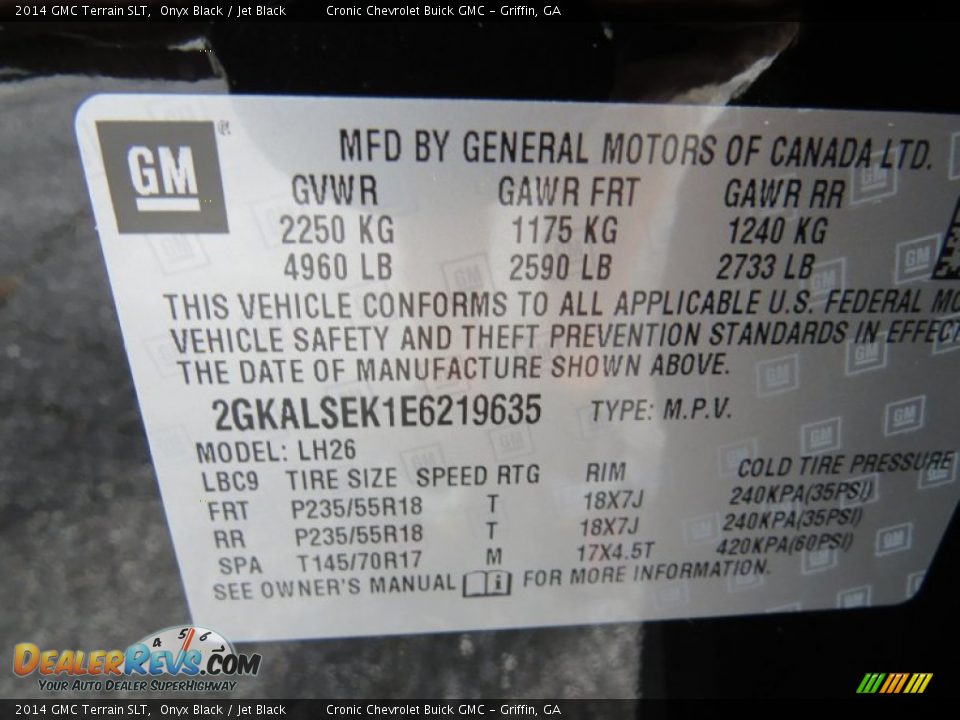 2014 GMC Terrain SLT, Onyx Black / Jet Black Cronic Chevrolet Buick GMC - Griffin, GA
GM®
MFD BY GENERAL MOTORS OF CANADA LTD.
GVWR GAWR FRT GAWR RR
2250 KG 1175 KG 1240 KG
4960 LB 2590 LB 2733 LB
THIS VEHICLE CONFORMS TO ALL APPLICABLE U.S. FEDERAL MO
VEHICLE SAFETY AND THEFT PREVENTION STANDARDS IN EFFECT
THE DATE OF MANUFACTURE SHOWN ABOVE.
2GKALSEK1E6219635 TYPE: M.P.V.
MODEL: LH26
LBC9 TIRE SIZE SPEED RTG RIM COLD TIRE PRESSURE
FRT P235/55R18 T 18X7J 240KPA(35PSI)
RR P235/55R18 T 18X7J 240KPA(35PSI)
SPA T145/70R17 M 17X4.5T 420KPA(60PSI)
SEE OWNER'S MANUAL i FOR MORE INFORMATION.
4 5 6 7
DEALERREVS.COM
YOUR AUTO DEALER SUPERHIGHWAY
2014 GMC Terrain SLT, Onyx Black / Jet Black Cronic Chevrolet Buick GMC - Griffin, GA